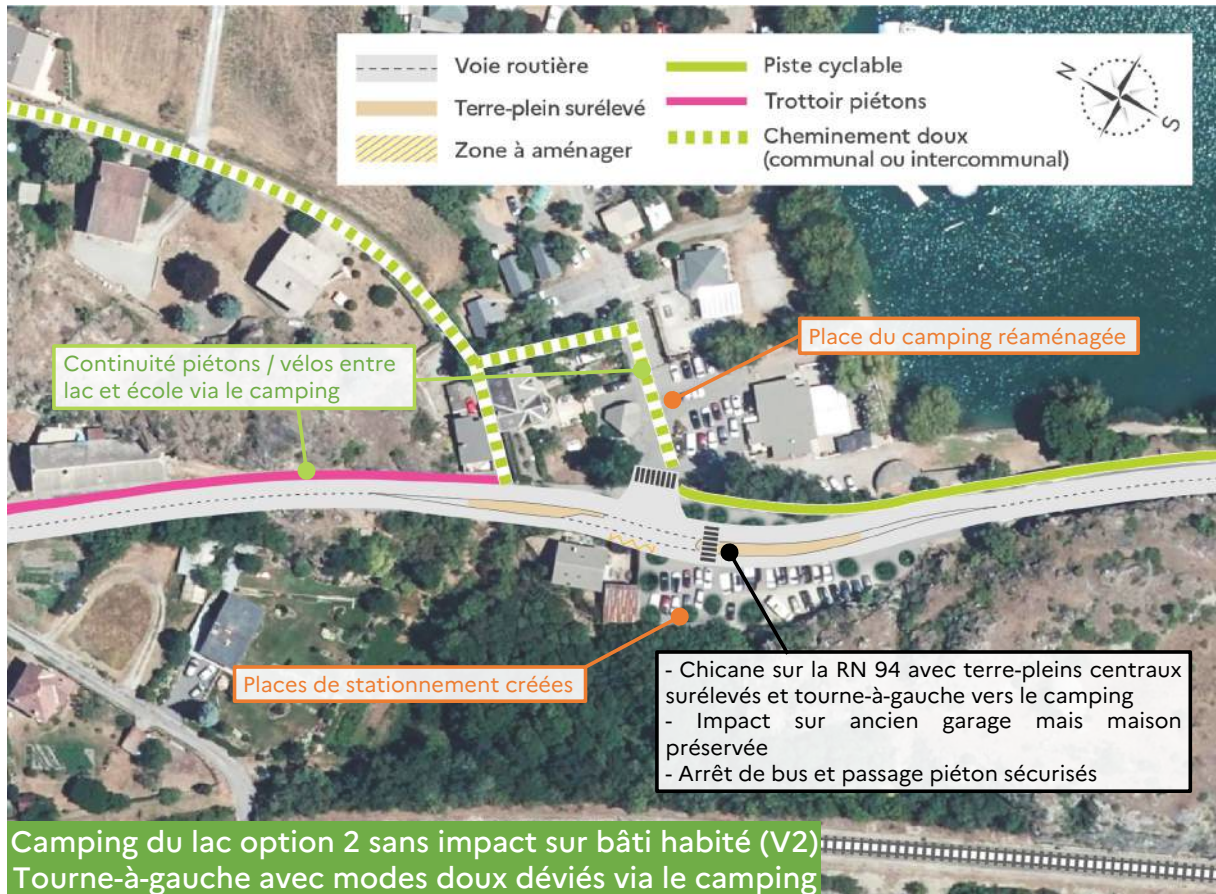 Voie routière
Terre-plein surélevé
Zone à aménager
Piste cyclable
Trottoir piétons
Cheminement doux
(communal ou intercommunal)
N
S
Continuité piétons / vélos entre
lac et école via le camping
Place du camping réaménagée
Places de stationnement créées
- Chicane sur la RN 94 avec terre-pleins centraux
surélevés et tourne-à-gauche vers le camping
- Impact sur ancien garage mais maison
préservée
- Arrêt de bus et passage piéton sécurisés
Camping du lac option 2 sans impact sur bâti habité (V2)
Tourne-à-gauche avec modes doux déviés via le camping